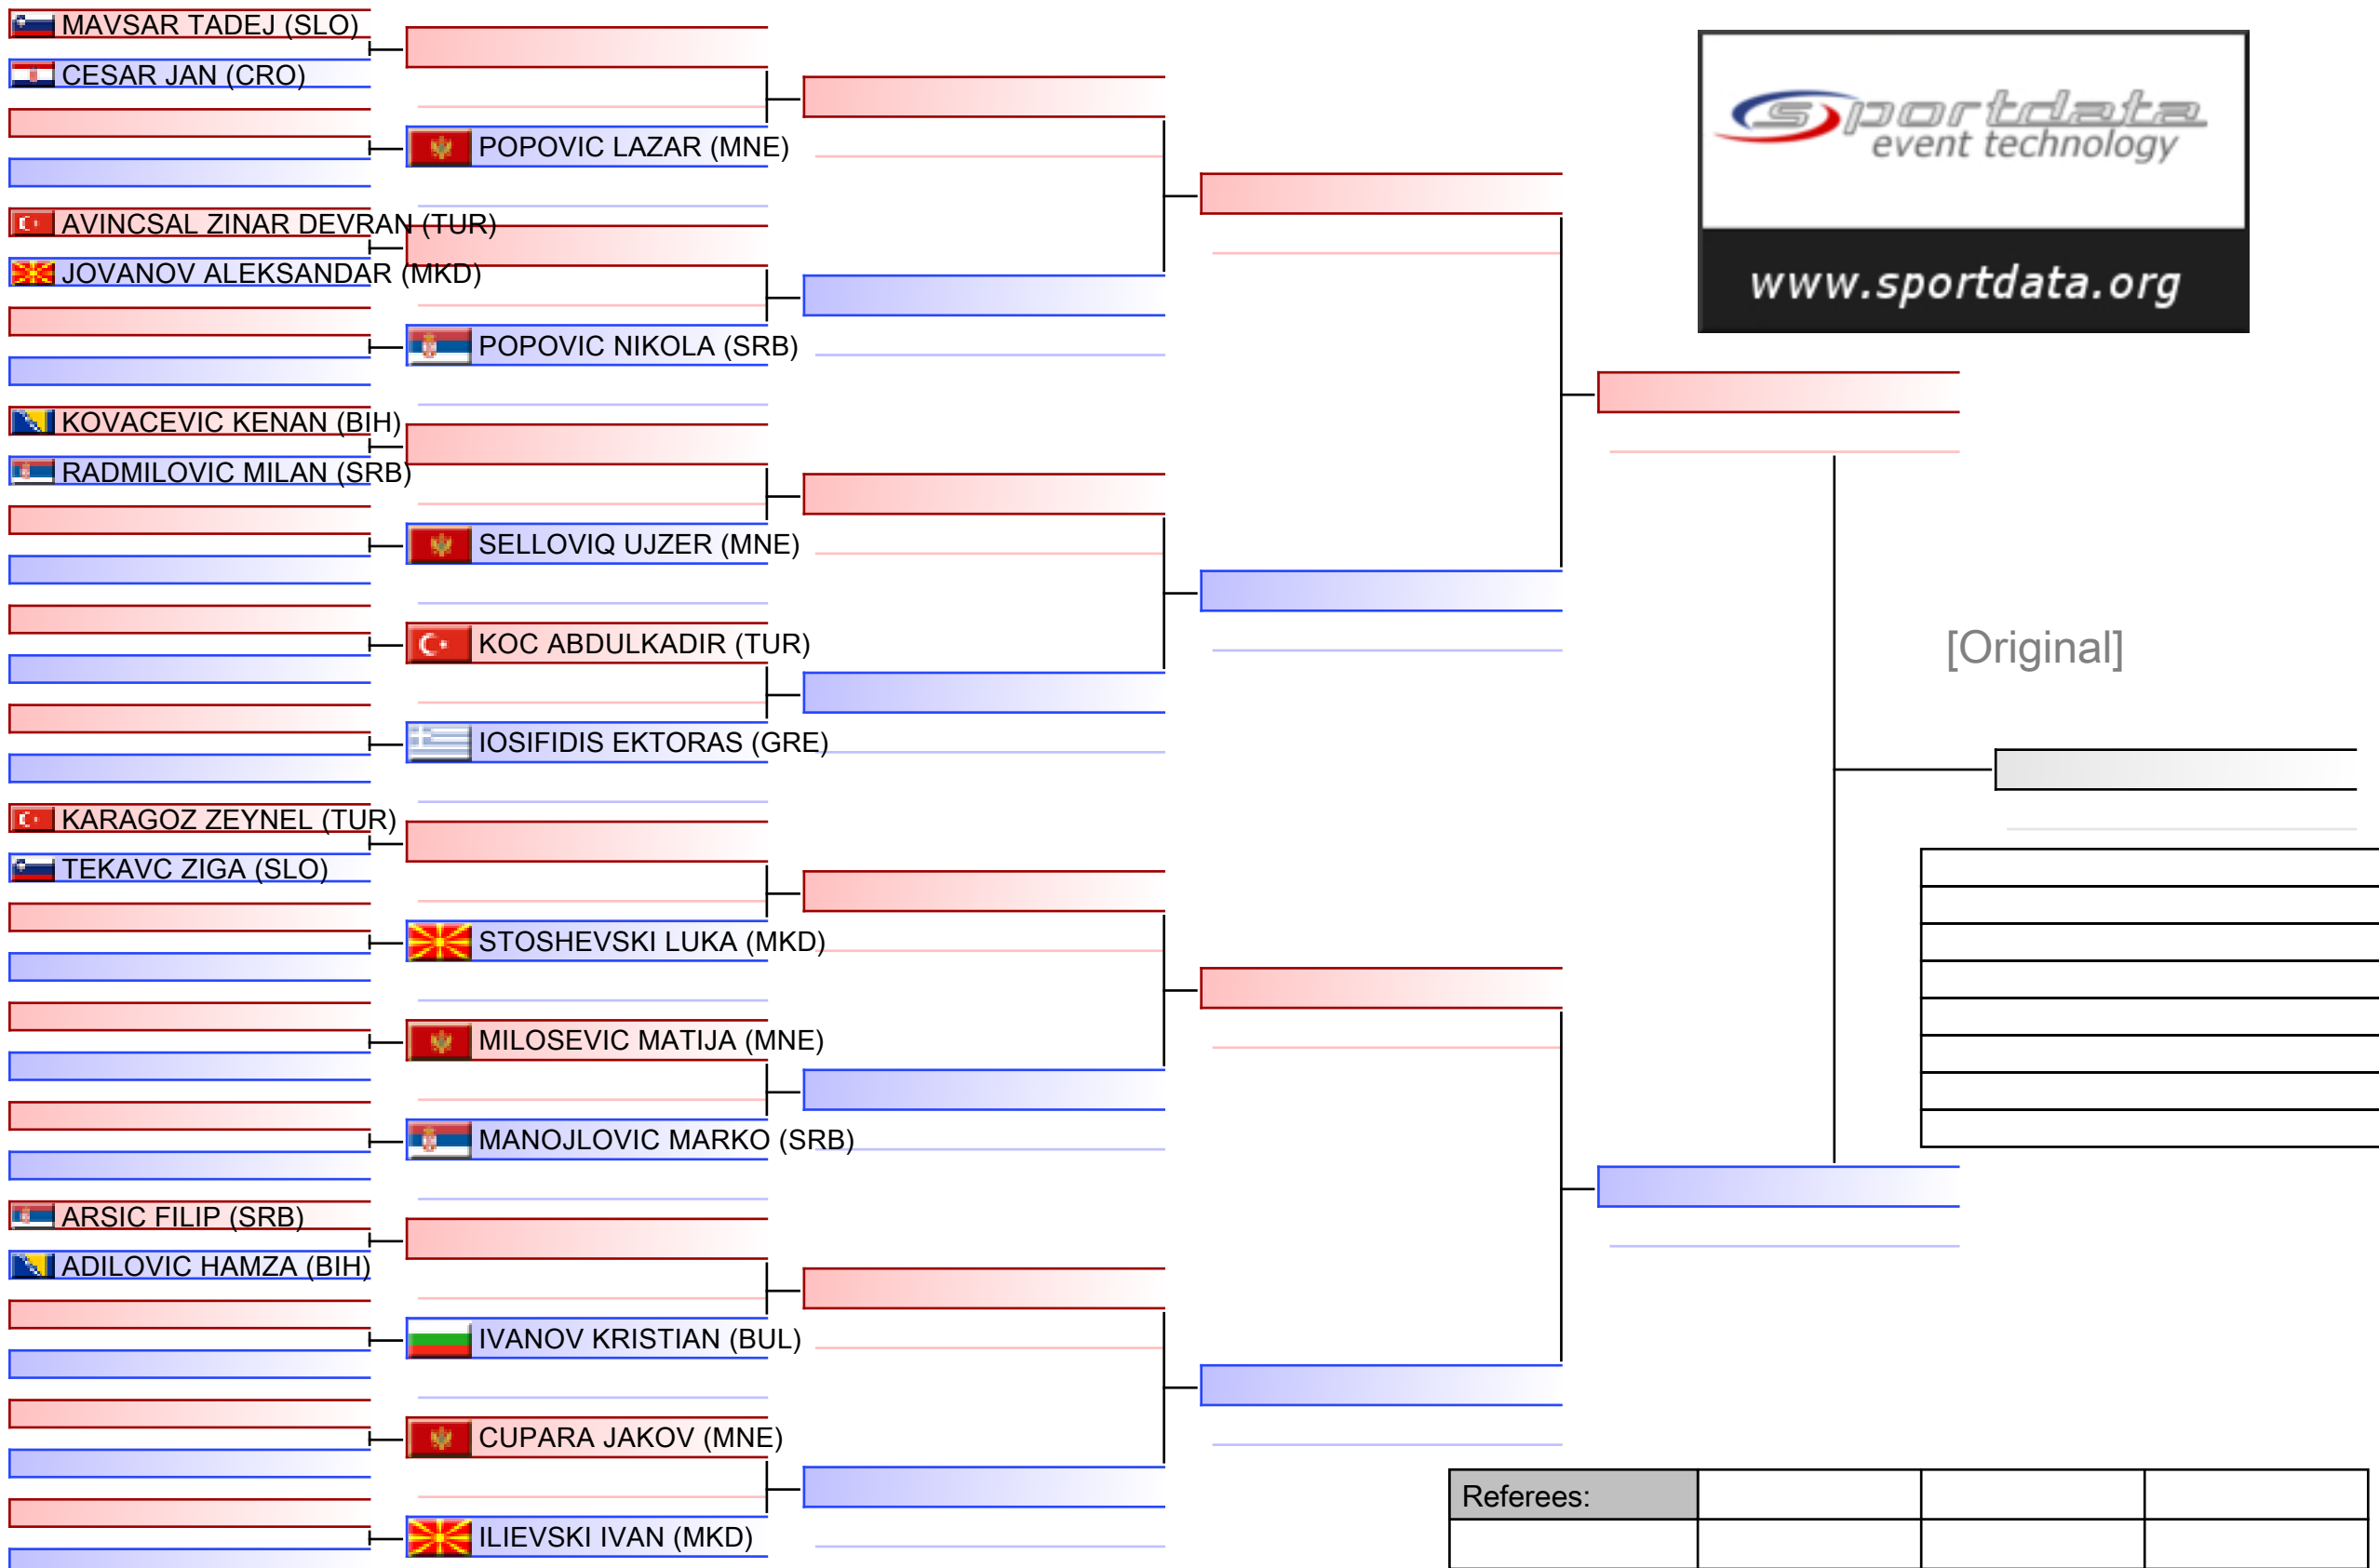 MAVSAR TADEJ (SLO)
CESAR JAN (CRO)
POPOVIC LAZAR (MNE)
AVINCSAL ZINAR DEVRAN (TUR)
JOVANOV ALEKSANDAR (MKD)
POPOVIC NIKOLA (SRB)
KOVACEVIC KENAN (BIH)
RADMILOVIC MILAN (SRB)
SELLOVIQ UJZER (MNE)
KOC ABDULKADIR (TUR)
IOSIFIDIS EKTORAS (GRE)
KARAGOZ ZEYNEL (TUR)
TEKAVC ZIGA (SLO)
STOSHEVSKI LUKA (MKD)
MILOSEVIC MATIJA (MNE)
MANOJLOVIC MARKO (SRB)
ARSIC FILIP (SRB)
ADILOVIC HAMZA (BIH)
IVANOV KRISTIAN (BUL)
CUPARA JAKOV (MNE)
ILIEVSKI IVAN (MKD)
sportdata
event technology
www.sportdata.org
[Original]
Referees: